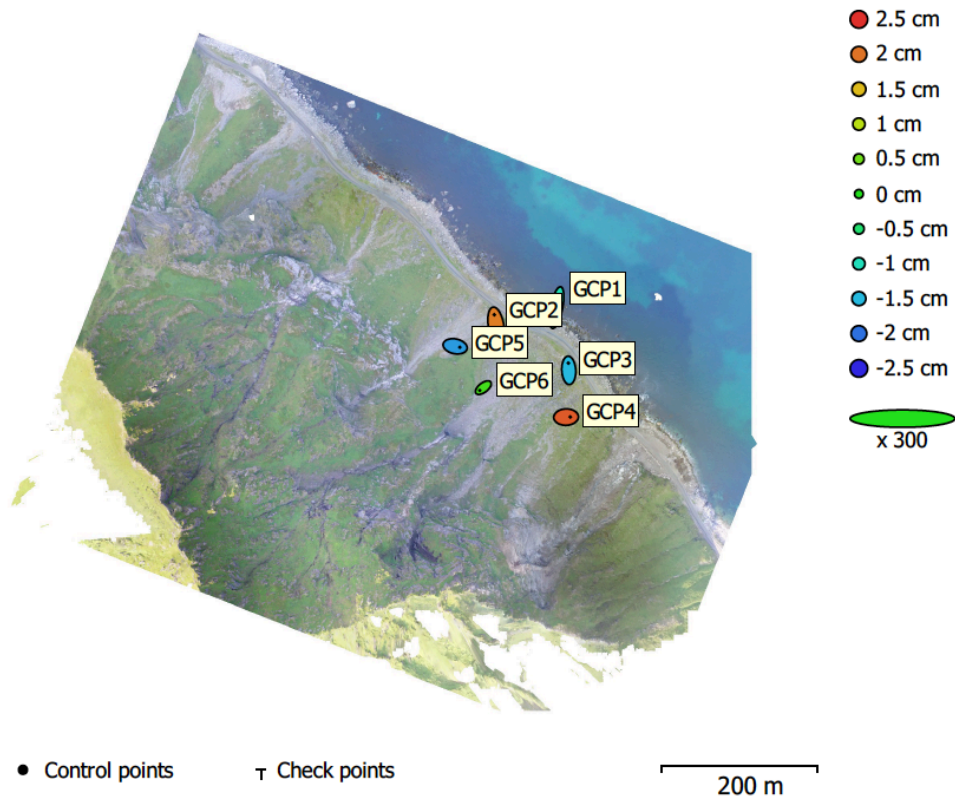 2.5 cm
2 cm
1.5 cm
1 cm
0.5 cm
0 cm
-0.5 cm
-1 cm
-1.5 cm
-2 cm
-2.5 cm
x 300
GCP1
GCP2
GCP5
GCP3
GCP6
GCP4
Control points
Check points
200 m